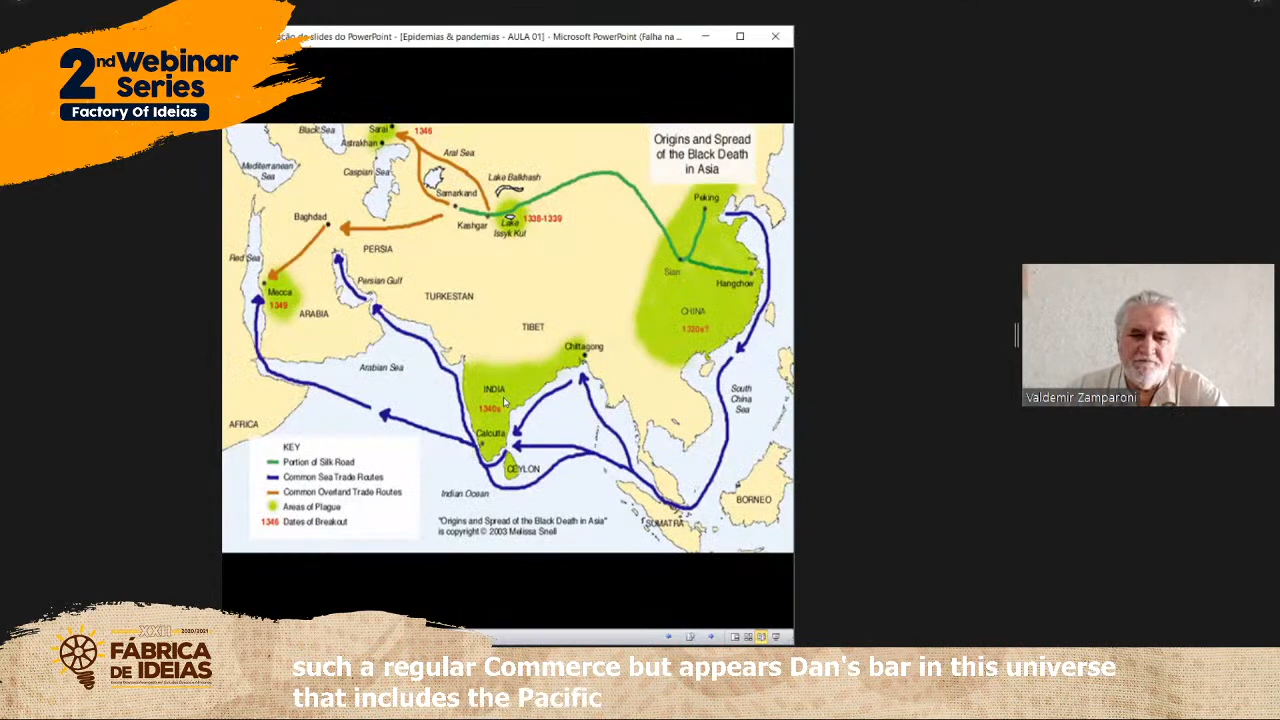 2nd Webinar
Series
Factory Of Ideias
ção de slides do PowerPoint - [Epidemias & pandemias - AULA 01] - Microsoft PowerPoint (Falha na ...
Origins and Spread
of the Black Death
in Asia
Black Sea
Sarai
1346
Astrakhan
Aral Sea
Mediterranean
Sea
Caspian Sea
Lake Balkhash
Samarkand
Peking
Baghdad
Kashgar
Lake
Issyk Kul
1338-1339
PERSIA
Red Sea
Sian
Hangchow
Mecca
1349
Persian Gulf
TURKESTAN
ARABIA
CHINA
1320s?
TIBET
Chittagong
Arabian Sea
INDIA
1340s
South
China
Sea
AFRICA
Calcutta
CEYLON
KEY
Portion of Silk Road
Common Sea Trade Routes
Common Overland Trade Routes
Areas of Plague
1346 Dates of Breakout
Indian Ocean
BORNEO
SUMATRA
"Origins and Spread of the Black Death in Asia"
is copyright © 2003 Melissa Snell
Valdemir Zamparoni
XXII 2020/2021
FÁBRICA
DE IDEIAS
such a regular Commerce but appears Dan's bar in this universe
that includes the Pacific